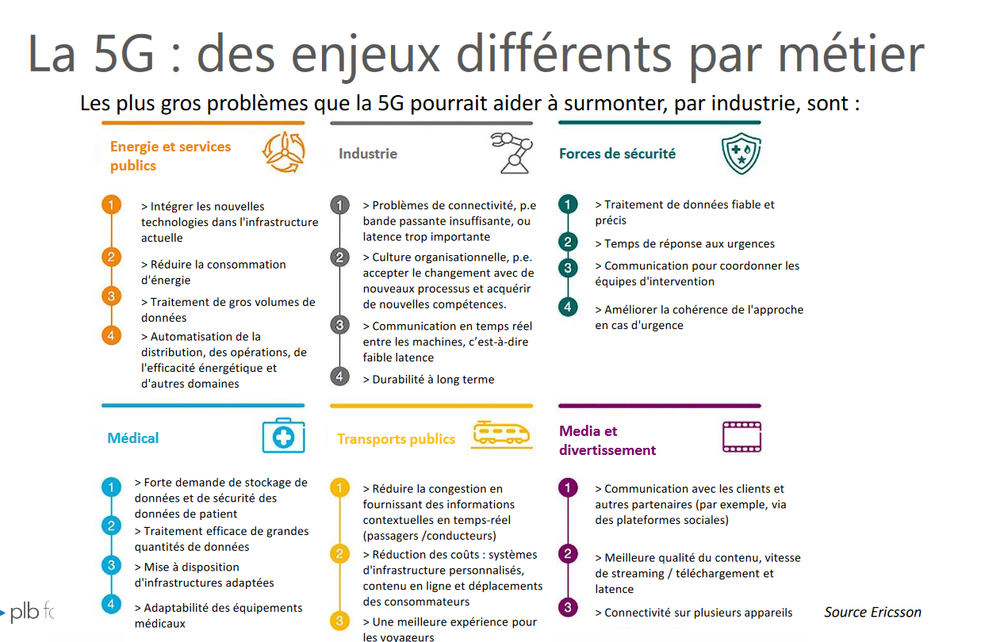 La 5G : des enjeux différents par métier
Les plus gros problèmes que la 5G pourrait aider à surmonter, par industrie, sont :
Energie et services
publics
1
> Intégrer les nouvelles
technologies dans l'infrastructure
actuelle
2
> Réduire la consommation
d'énergie
3
> Traitement de gros volumes de
données
4
> Automatisation de la
distribution, des opérations, de
l'efficacité énergétique et
d'autres domaines
Industrie
1
> Problèmes de connectivité, p.e
bande passante insuffisante, ou
latence trop importante
2
> Culture organisationnelle, p.e.
accepter le changement avec de
nouveaux processus et acquérir
de nouvelles compétences.
3
> Communication en temps réel
entre les machines, c’est-à-dire
faible latence
4
> Durabilité à long terme
Forces de sécurité
1
> Traitement de données fiable et
précis
2
> Temps de réponse aux urgences
3
> Communication pour coordonner les
équipes d'intervention
4
> Améliorer la cohérence de l'approche
en cas d'urgence
Médical
1
> Forte demande de stockage de
données et de sécurité des
données de patient
2
> Traitement efficace de grandes
quantités de données
3
> Mise à disposition
d'infrastructures adaptées
4
> Adaptabilité des équipements
médicaux
Transports publics
1
> Réduire la congestion en
fournissant des informations
contextuelles en temps-réel
(passagers /conducteurs)
2
> Réduction des coûts : systèmes
d'infrastructure personnalisés,
contenu en ligne et déplacements
des consommateurs
3
> Une meilleure expérience pour
les voyageurs
Media et
divertissement
1
> Communication avec les clients et
autres partenaires (par exemple, via
des plateformes sociales)
2
> Meilleure qualité du contenu, vitesse
de streaming / téléchargement et
latence
3
> Connectivité sur plusieurs appareils
plb
Source Ericsson